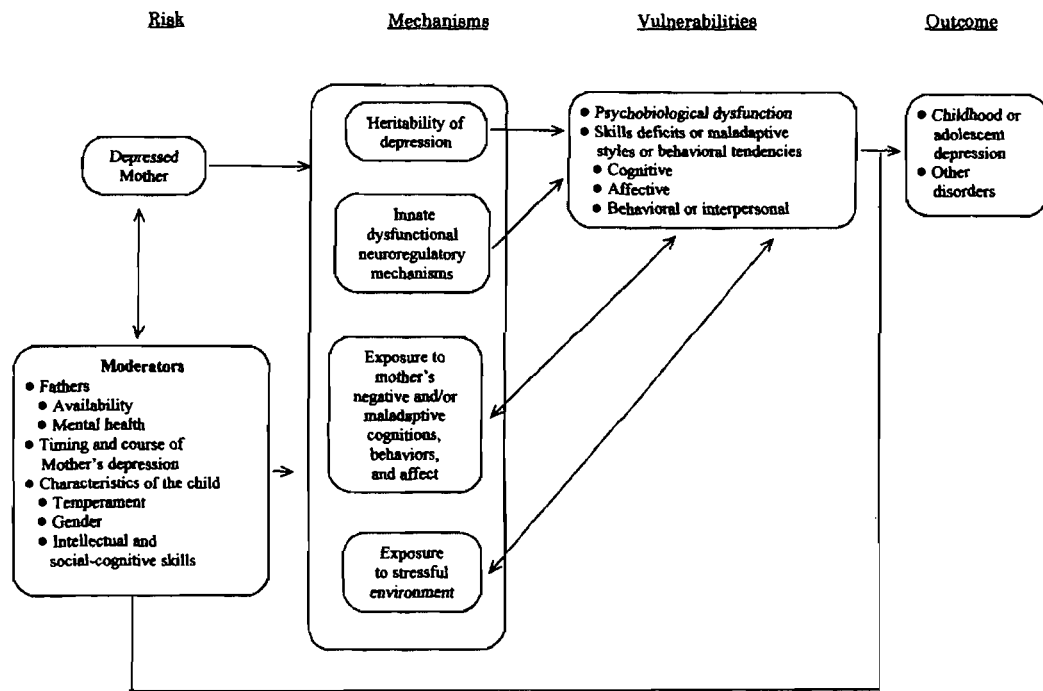 Risk
Mechanisms
Vulnerabilities
Outcome
Depressed
Mother
Moderators
● Fathers
● Availability
● Mental health
● Timing and course of
Mother's depression
● Characteristics of the child
● Temperament
● Gender
● Intellectual and
social-cognitive skills
Heritability of
depression
Innate
dysfunctional
neuroregulatory
mechanisms
Exposure to
mother's
negative and/or
maladaptive
cognitions,
behaviors,
and affect
Exposure
to stressful
environment
● Psychobiological dysfunction
● Skills deficits or maladaptive
styles or behavioral tendencies
● Cognitive
● Affective
● Behavioral or interpersonal
● Childhood or
adolescent
depression
● Other
disorders